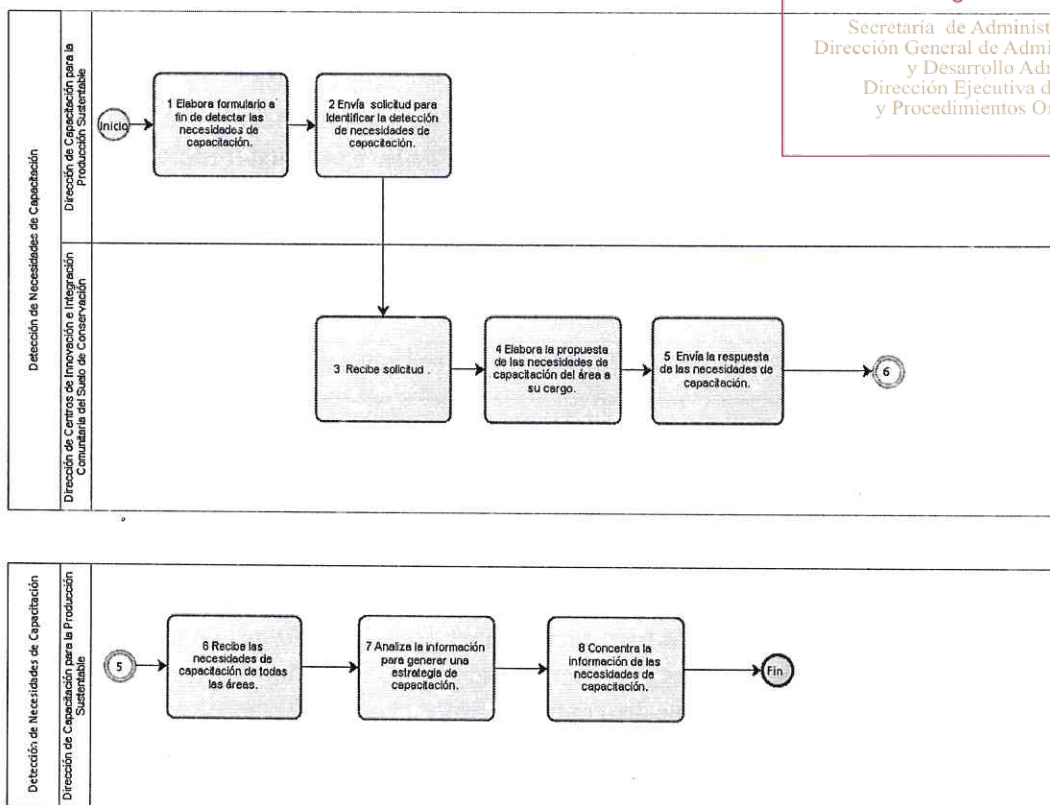 Secretaría de Administ
Dirección General de Admi
y Desarrollo Adr
Dirección Ejecutiva d
y Procedimientos Or
Detección de Necesidades de Capacitación
Dirección de Capacitación para la
Producción Sustentable
Inicio
1 Elabora formulario a
fin de detectar las
necesidades de
capacitación.
2 Envía solicitud para
Identificar la detección
de necesidades de
capacitación.
Dirección de Centros de Innovación e Integración
Comunitaria del Suelo de Conservación
3 Recibe solicitud .
4 Elabora la propuesta
de las necesidades de
capacitación del área a
su cargo.
5 Envía la respuesta
de las necesidades de
capacitación.
6
Detección de Necesidades de Capacitación
Dirección de Capacitación para la Producción
Sustentable
5
6 Recibe las
necesidades de
capacitación de todas
las áreas.
7 Analiza la información
para generar una
estrategia de
capacitación.
8 Concentra la
información de las
necesidades de
capacitación.
Fin